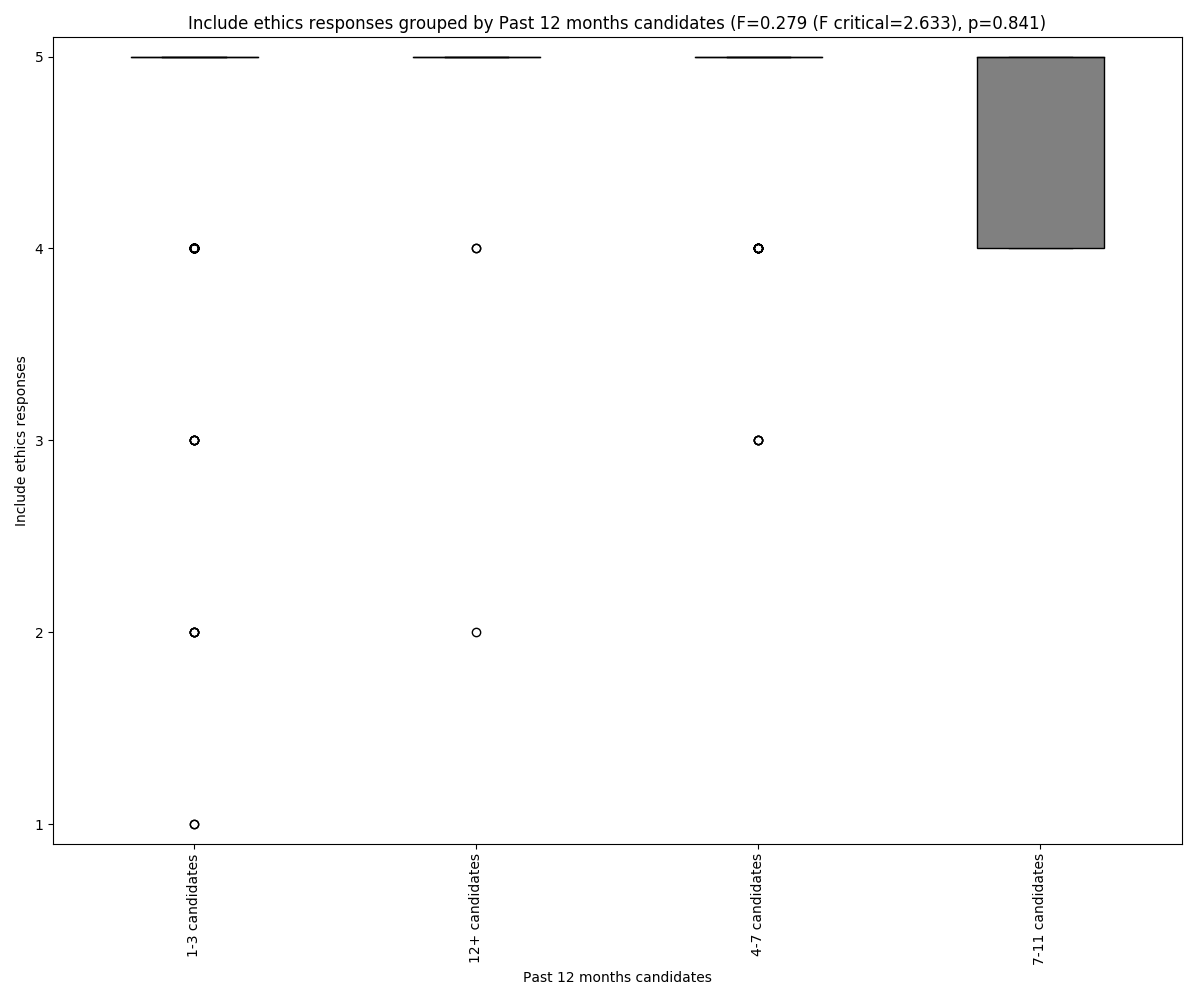 Include ethics responses grouped by Past 12 months candidates (F=0.279 (F critical=2.633), p=0.841)
5
4
3
2
1
Include ethics responses
1-3 candidates
12+ candidates
4-7 candidates
7-11 candidates
Past 12 months candidates